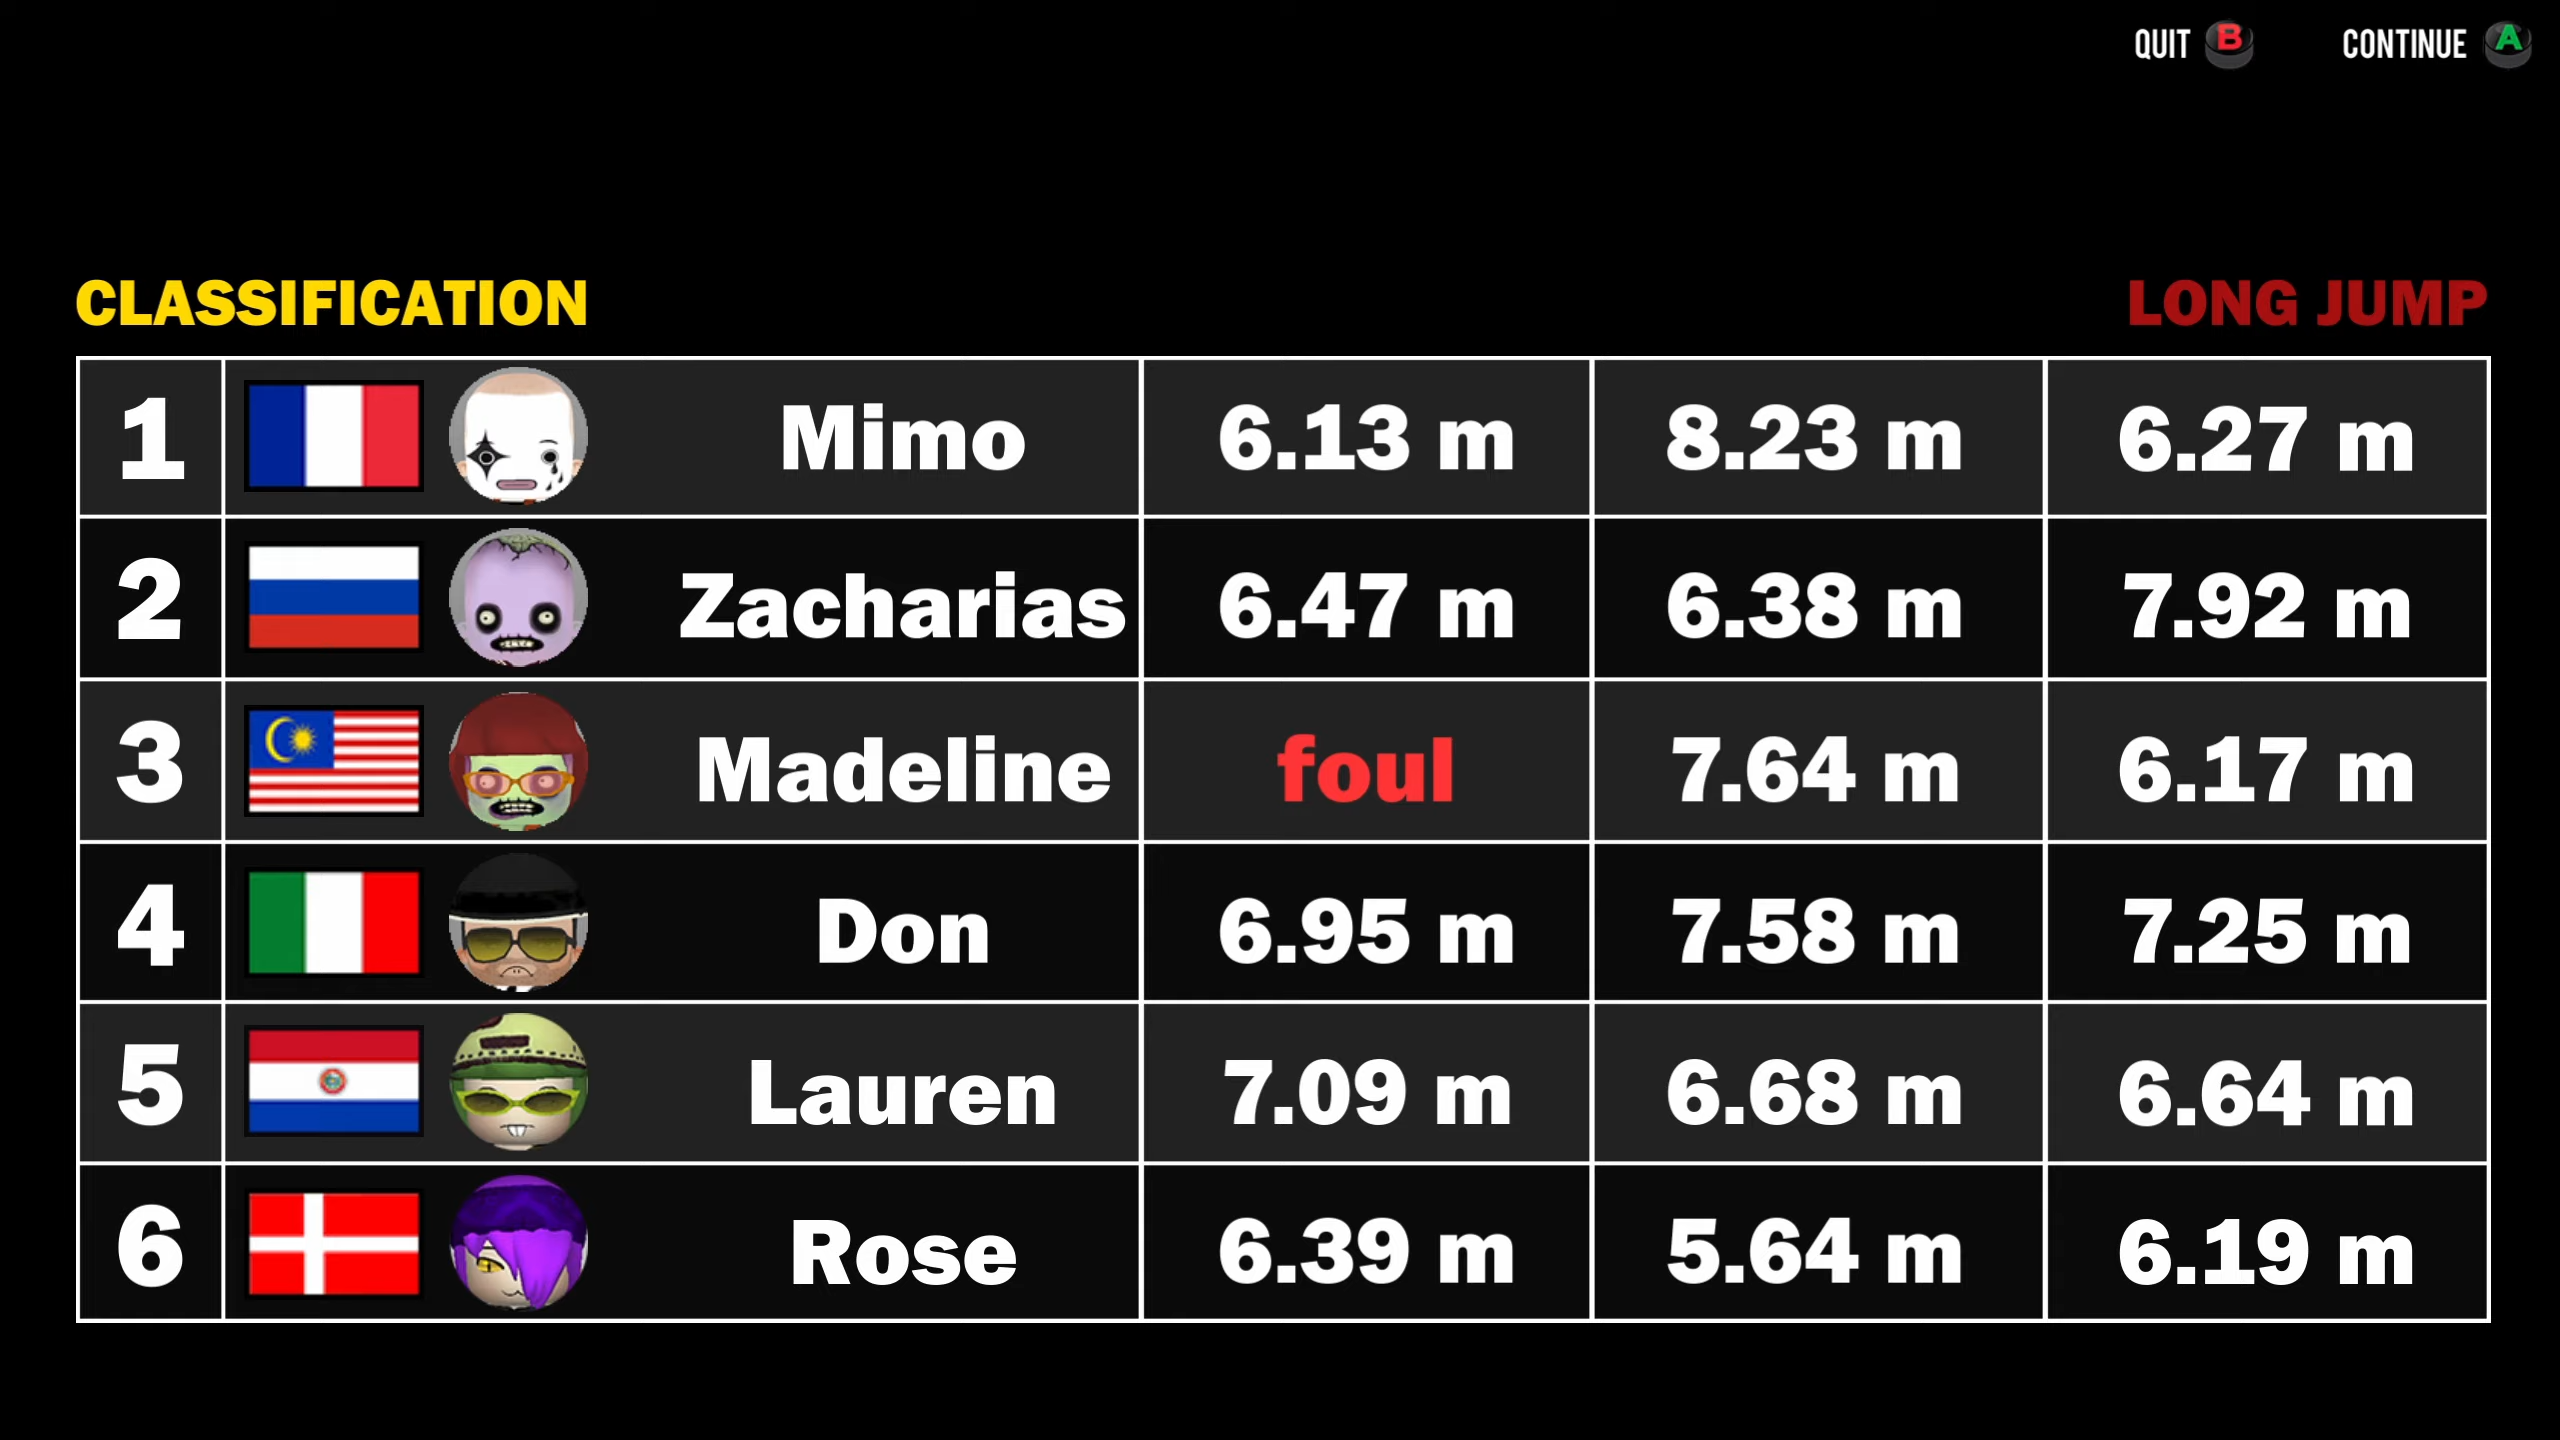 QUIT B CONTINUE A
CLASSIFICATION LONG JUMP
1 Mimo 6.13 m 8.23 m 6.27 m
2 Zacharias 6.47 m 6.38 m 7.92 m
3 Madeline foul 7.64 m 6.17 m
4 Don 6.95 m 7.58 m 7.25 m
5 Lauren 7.09 m 6.68 m 6.64 m
6 Rose 6.39 m 5.64 m 6.19 m